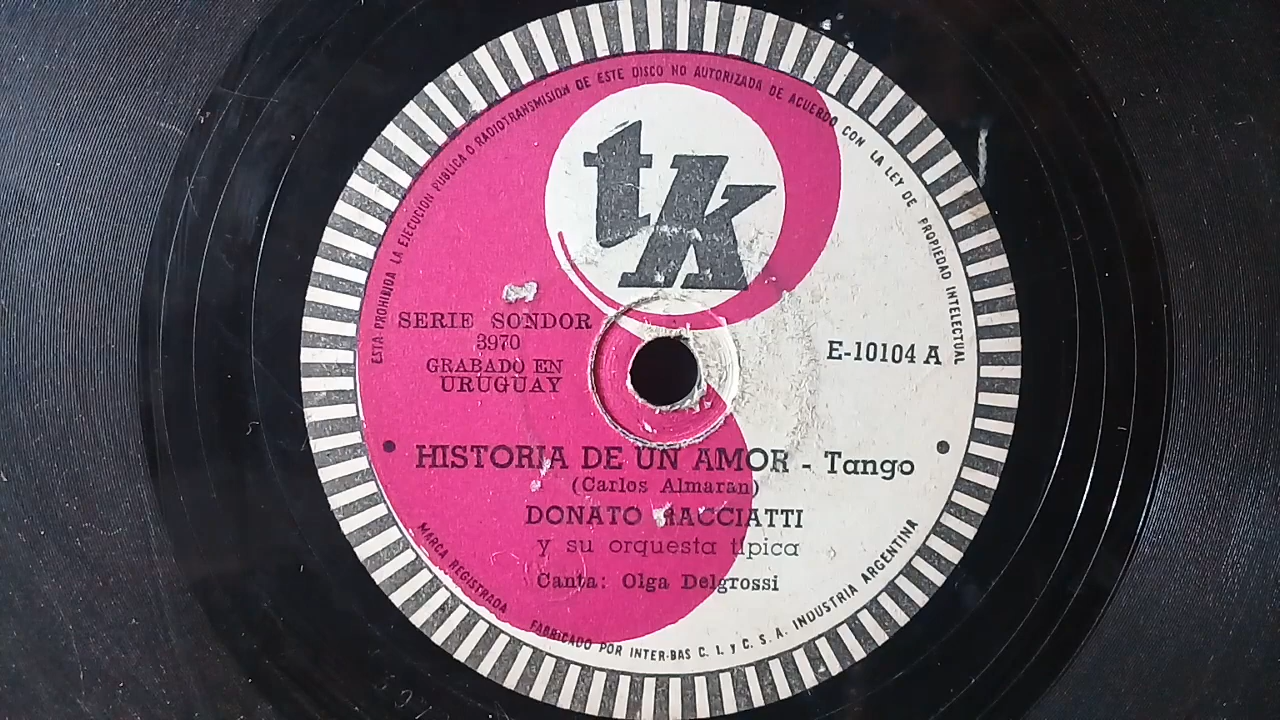 ESTA PROHIBIDA LA EJECUCION PUBLICA O RADIOTRANSMISION DE ESTE DISCO NO AUTORIZADA DE ACUERDO CON LA LEY DE PROPIEDAD INTELECTUAL
tk
SERIE SONDOR
3970
GRABADO EN
URUGUAY
E-10104 A
HISTORIA DE UN AMOR - Tango
(Carlos Almaran)
DONATO RACCIATTI
y su orquesta típica
Canta: Olga Delgrossi
MARCA REGISTRADA
FABRICADO POR INTER-BAS C. I. y C. S. A. INDUSTRIA ARGENTINA